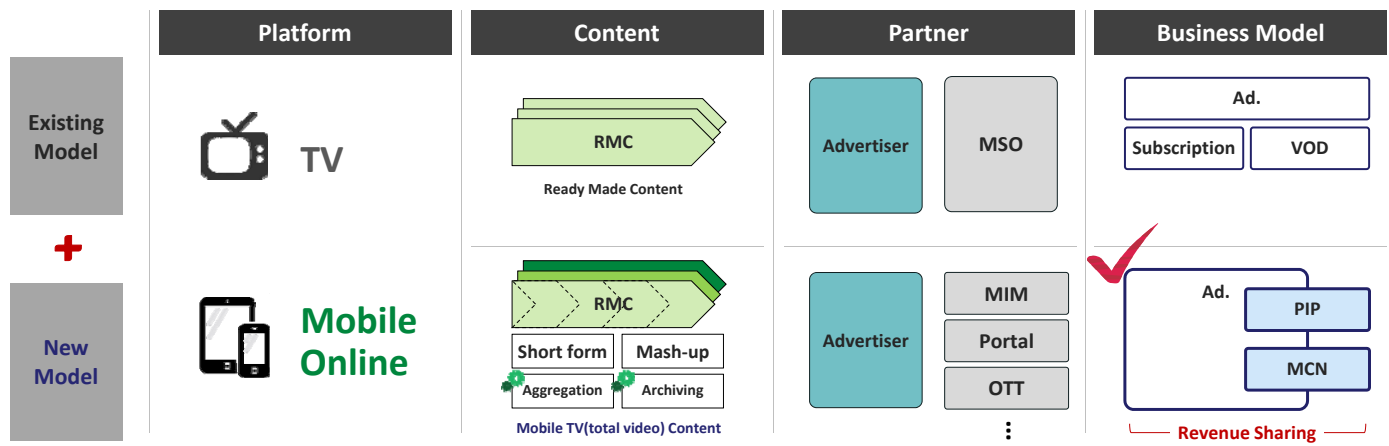 Platform
Content
Partner
Business Model
Existing
Model
TV
RMC
Ready Made Content
Advertiser
MSO
Ad.
Subscription
VOD
+
New
Model
Mobile
Online
RMC
Short form
Mash-up
Aggregation
Archiving
Mobile TV(total video) Content
Advertiser
MIM
Portal
OTT
⋮
Ad.
PIP
MCN
Revenue Sharing